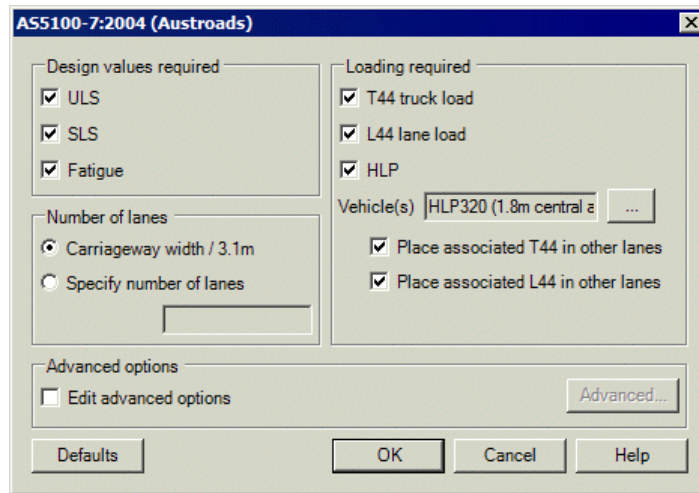 AS5100-7:2004 (Austroads)
Design values required
ULS
SLS
Fatigue
Number of lanes
Carriageway width / 3.1m
Specify number of lanes
Loading required
T44 truck load
L44 lane load
HLP
Vehicle(s) HLP320 (1.8m central a ...
Place associated T44 in other lanes
Place associated L44 in other lanes
Advanced options
Edit advanced options
Advanced...
Defaults OK Cancel Help